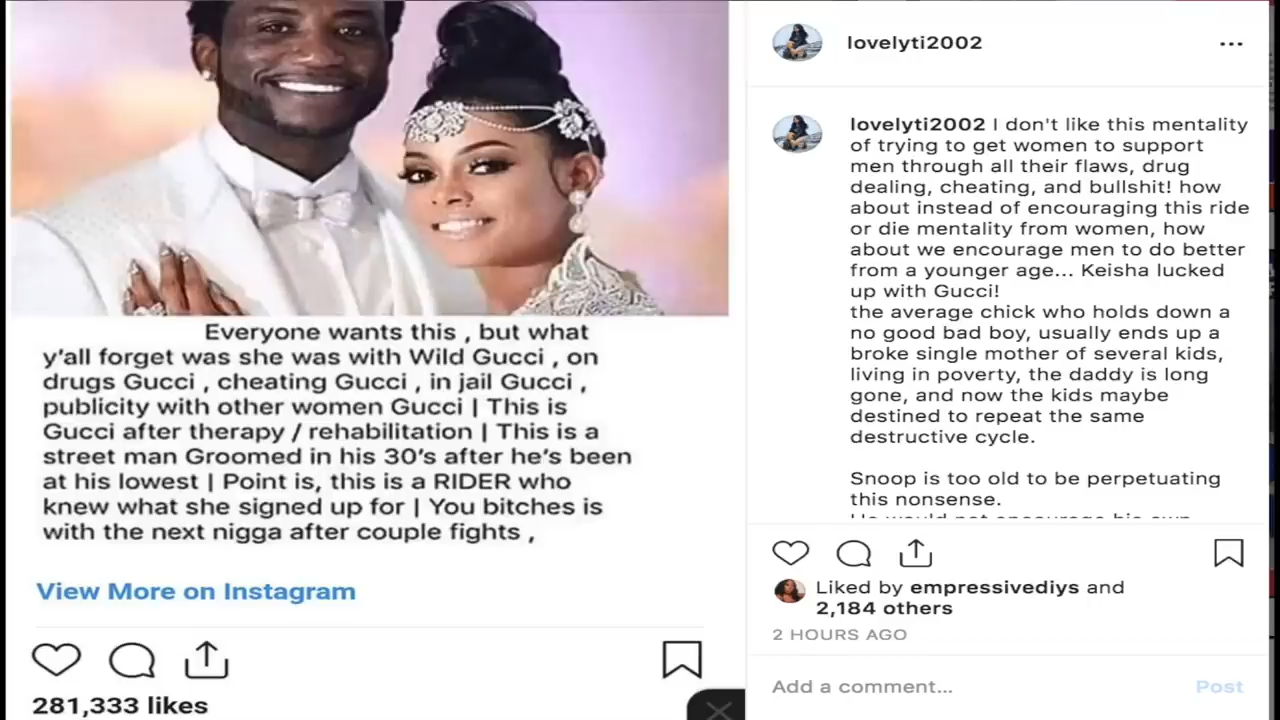 Everyone wants this , but what
y'all forget was she was with Wild Gucci , on
drugs Gucci , cheating Gucci , in jail Gucci ,
publicity with other women Gucci | This is
Gucci after therapy / rehabilitation | This is a
street man Groomed in his 30's after he's been
at his lowest | Point is, this is a RIDER who
knew what she signed up for | You bitches is
with the next nigga after couple fights ,
View More on Instagram
281,333 likes
lovelyti2002
lovelyti2002 I don't like this mentality
of trying to get women to support
men through all their flaws, drug
dealing, cheating, and bullshit! how
about instead of encouraging this ride
or die mentality from women, how
about we encourage men to do better
from a younger age... Keisha lucked
up with Gucci!
the average chick who holds down a
no good bad boy, usually ends up a
broke single mother of several kids,
living in poverty, the daddy is long
gone, and now the kids maybe
destined to repeat the same
destructive cycle.
Snoop is too old to be perpetuating
this nonsense.
Liked by empressivediys and
2,184 others
2 HOURS AGO
Add a comment... Post